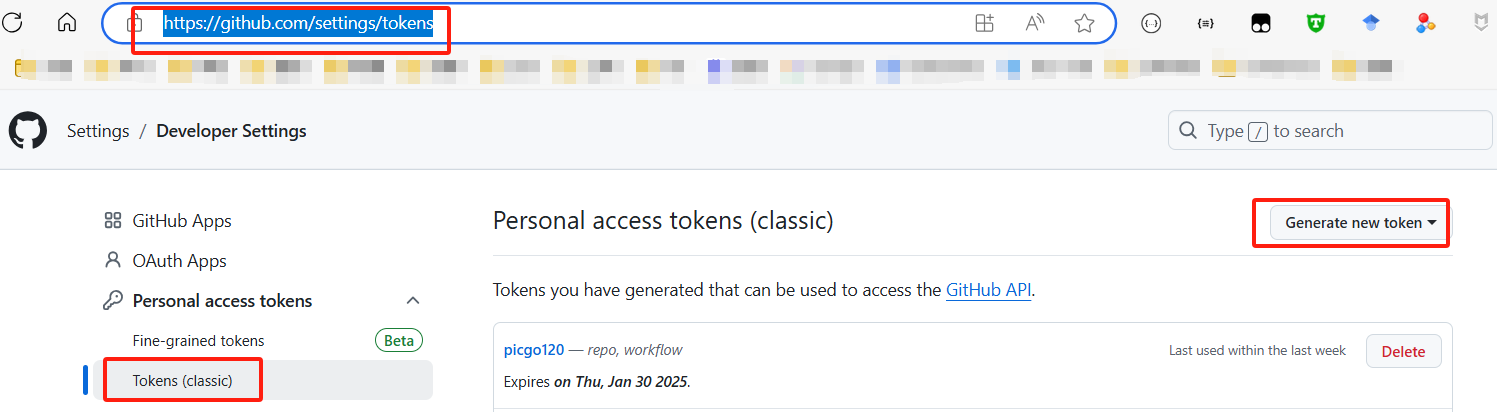 https://github.com/settings/tokens
Settings / Developer Settings
Type / to search
GitHub Apps
OAuth Apps
Personal access tokens
Fine-grained tokens Beta
Tokens (classic)
Personal access tokens (classic)
Generate new token
Tokens you have generated that can be used to access the GitHub API.
picgo120 — repo, workflow
Last used within the last week
Delete
Expires on Thu, Jan 30 2025.